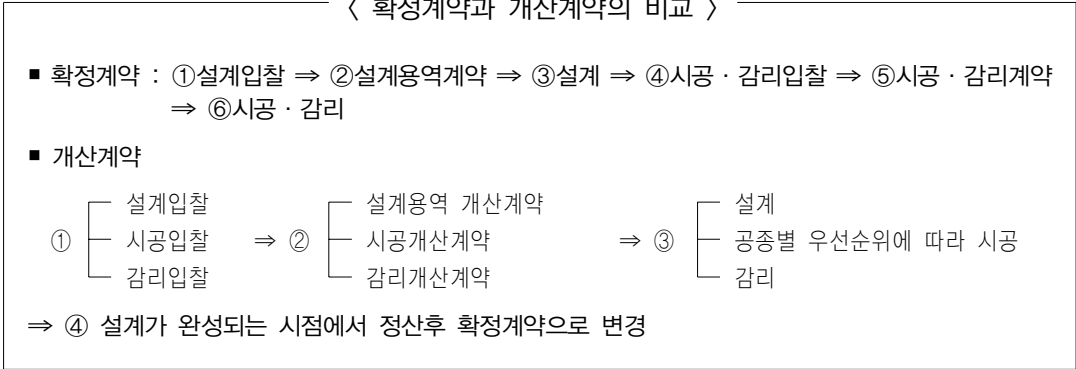 〈 확정계약과 개산계약의 비교 〉
■ 확정계약 : ①설계입찰 ⇒ ②설계용역계약 ⇒ ③설계 ⇒ ④시공 · 감리입찰 ⇒ ⑤시공 · 감리계약
⇒ ⑥시공 · 감리
■ 개산계약
설계입찰 설계용역 개산계약 설계
① 시공입찰 ⇒ ② 시공개산계약 ⇒ ③ 공종별 우선순위에 따라 시공
감리입찰 감리개산계약 감리
⇒ ④ 설계가 완성되는 시점에서 정산후 확정계약으로 변경